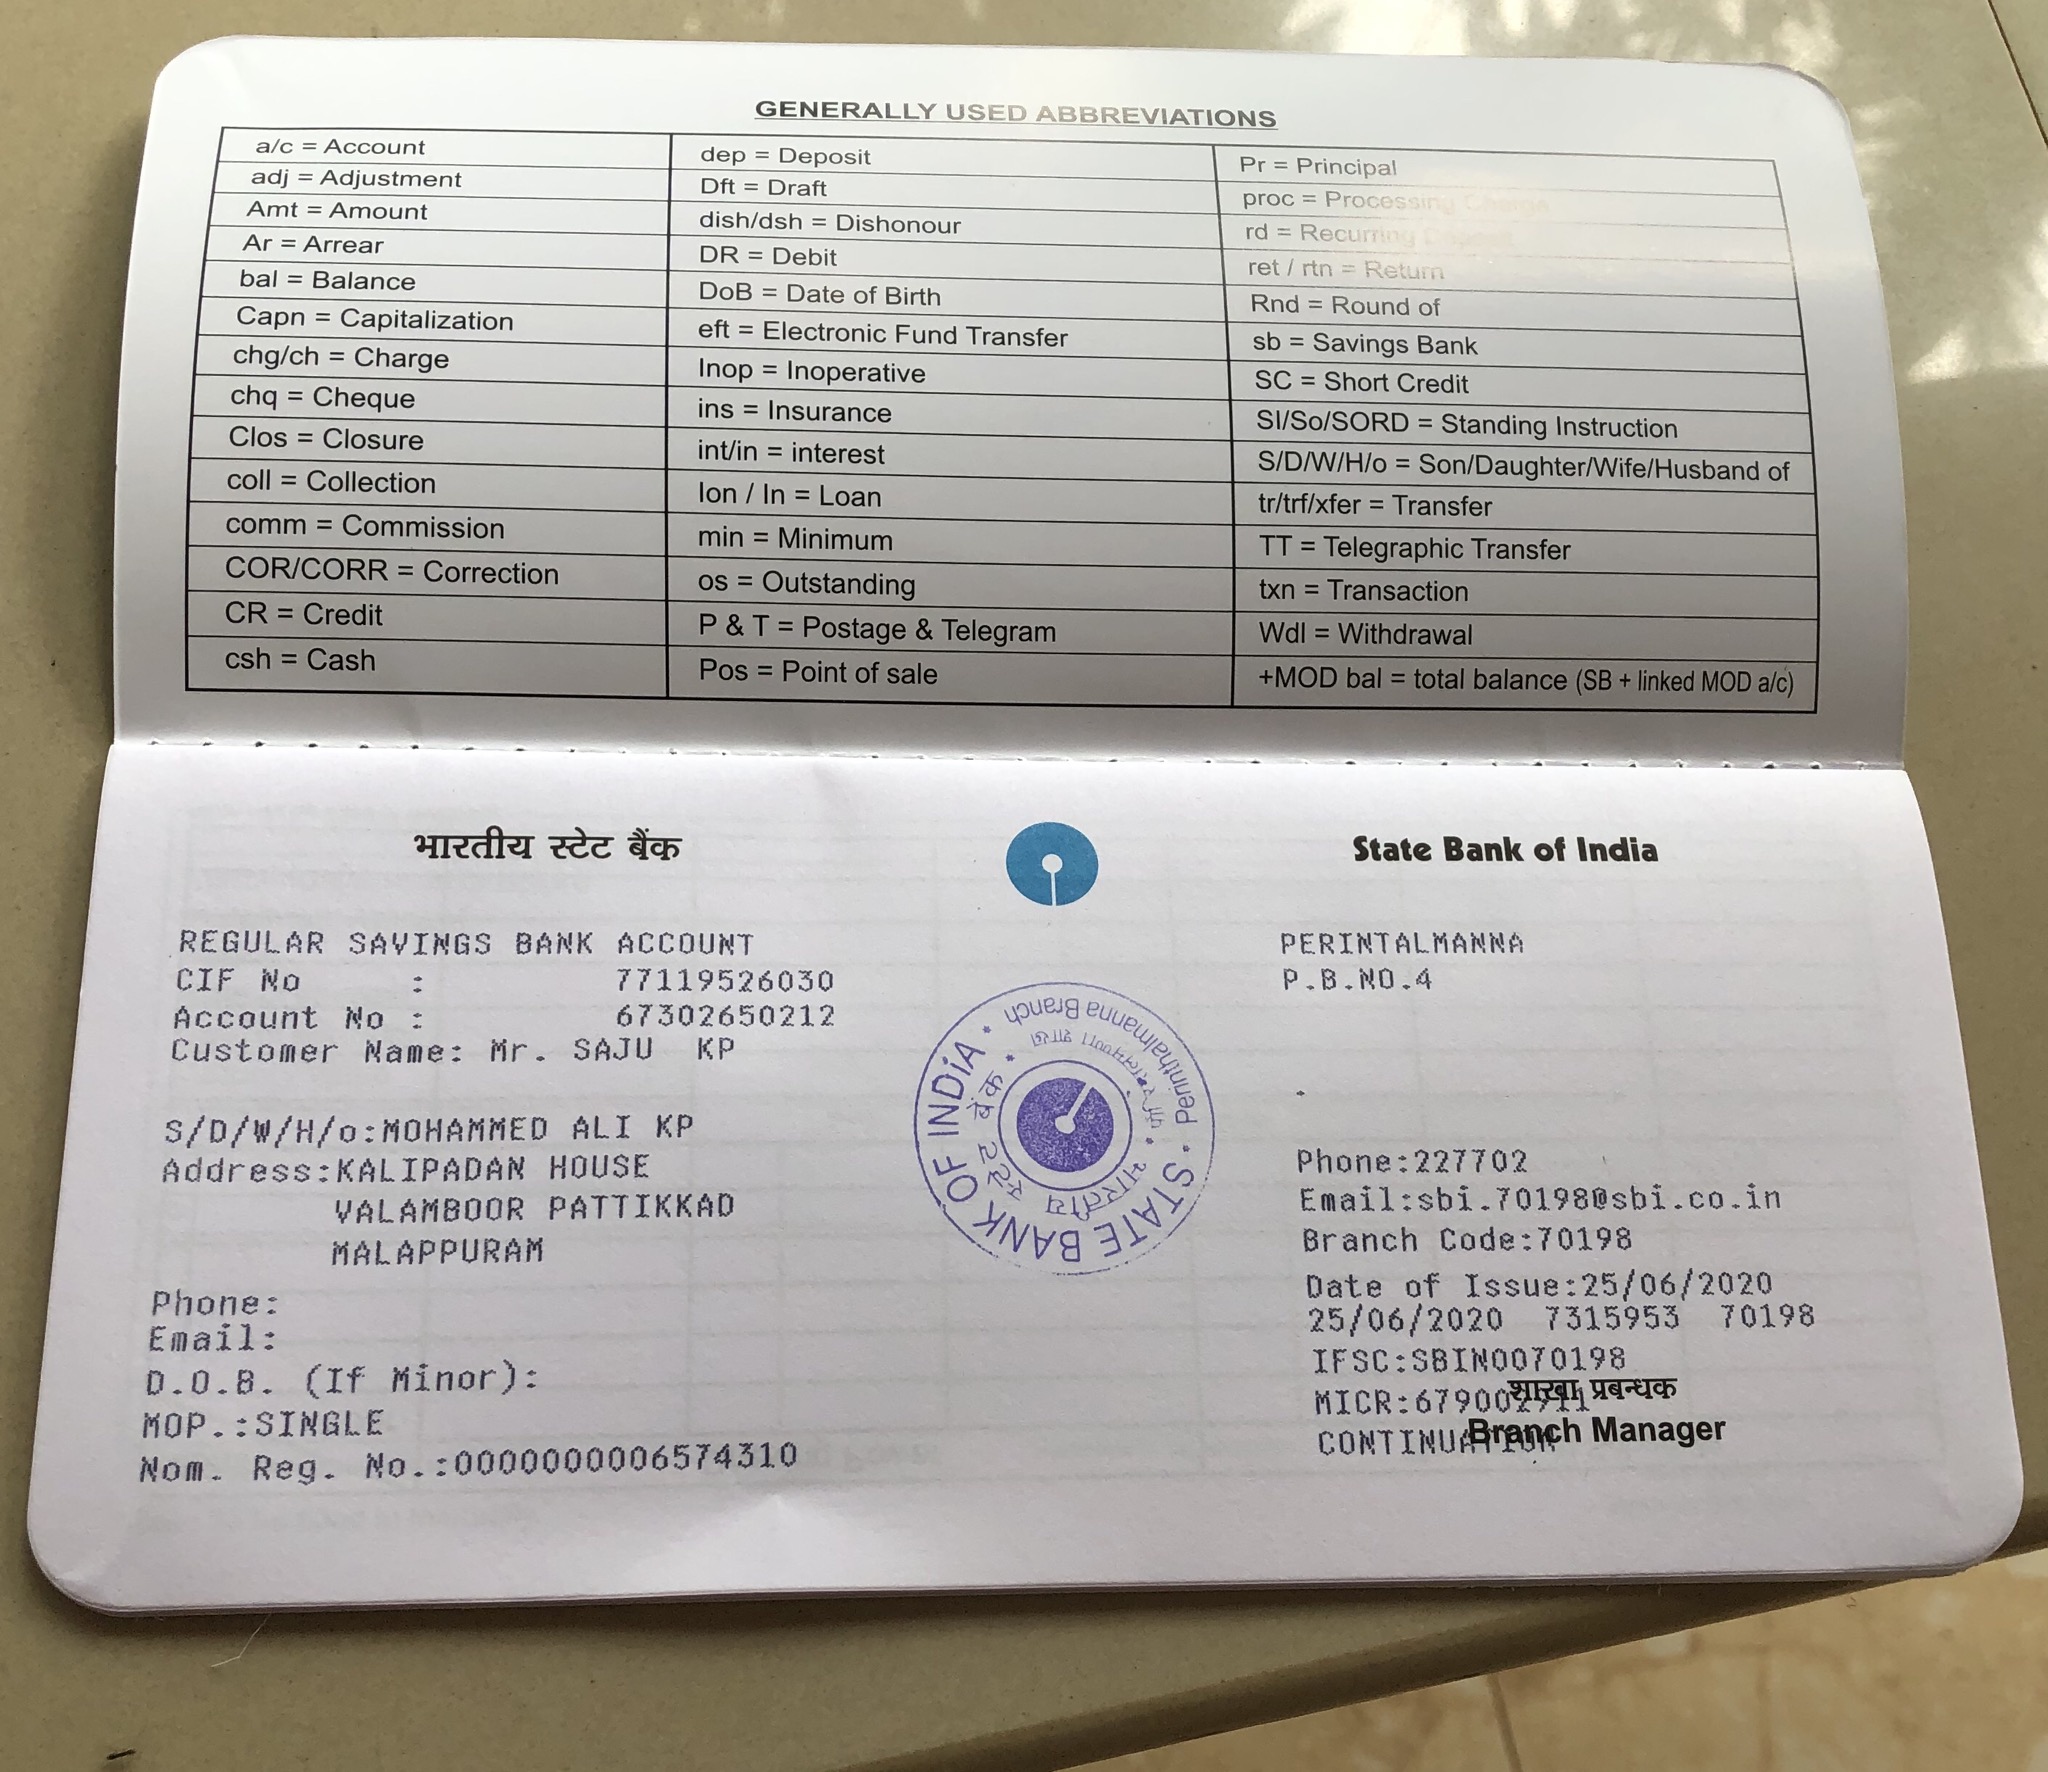 GENERALLY USED ABBREVIATIONS
a/c = Account
adj = Adjustment
Amt = Amount
Ar = Arrear
bal = Balance
Capn = Capitalization
chg/ch = Charge
chq = Cheque
Clos = Closure
coll = Collection
comm = Commission
COR/CORR = Correction
CR = Credit
csh = Cash
dep = Deposit
Dft = Draft
dish/dsh = Dishonour
DR = Debit
DoB = Date of Birth
eft = Electronic Fund Transfer
Inop = Inoperative
ins = Insurance
int/in = interest
lon / ln = Loan
min = Minimum
os = Outstanding
P & T = Postage & Telegram
Pos = Point of sale
Pr = Principal
proc = Processing Charge
rd = Recurring Deposit
ret / rtn = Return
Rnd = Round of
sb = Savings Bank
SC = Short Credit
SI/So/SORD = Standing Instruction
S/D/W/H/o = Son/Daughter/Wife/Husband of
tr/trf/xfer = Transfer
TT = Telegraphic Transfer
txn = Transaction
Wdl = Withdrawal
+MOD bal = total balance (SB + linked MOD a/c)
भारतीय स्टेट बैंक
State Bank of India
REGULAR SAVINGS BANK ACCOUNT
CIF No : 77119526030
Account No : 67302650212
Customer Name: Mr. SAJU KP
S/D/W/H/o:MOHAMMED ALI KP
Address:KALIPADAN HOUSE
VALAMBOOR PATTIKKAD
MALAPPURAM
Phone:
Email:
D.O.B. (If Minor):
MOP.:SINGLE
Nom. Reg. No.:0000000006574310
STATE BANK OF INDIA
Perinthalmanna Branch
भारतीय स्टेट बैंक
PERINTALMANNA
P.B.NO.4
Phone:227702
Email:sbi.70198@sbi.co.in
Branch Code:70198
Date of Issue:25/06/2020
25/06/2020 7315953 70198
IFSC:SBIN0070198
MICR:679002911
शाखा प्रबन्धक
CONTINUATION
Branch Manager